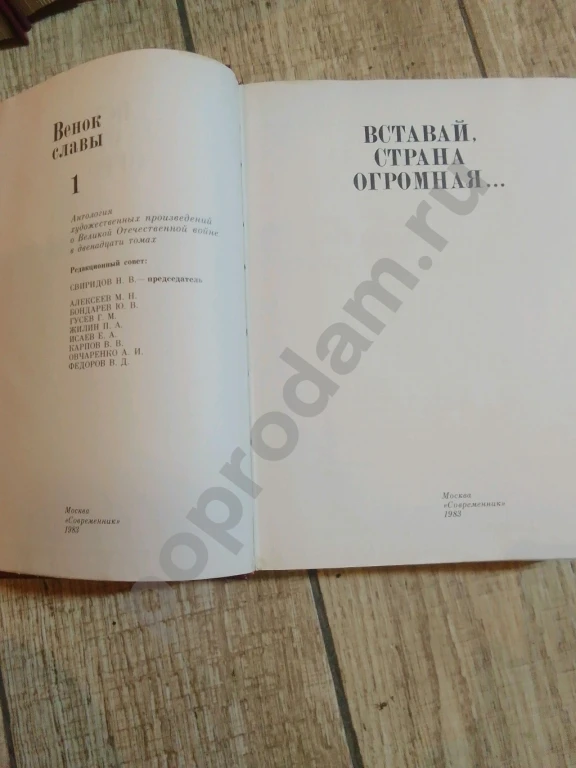 Венок
славы
1
Антология
художественных произведений
о Великой Отечественной войне
в двенадцати томах
Редакционный совет:
СВИРИДОВ Н. В.—председатель
АЛЕКСЕЕВ М. Н.
БОНДАРЕВ Ю. В.
ГУСЕВ Г. М.
ЖИЛИН П. А.
ИСАЕВ Е. А.
КАРПОВ В. В.
ОВЧАРЕНКО А. И.
ФЕДОРОВ В. Д.
Москва
«Современник»
1983
ВСТАВАЙ,
СТРАНА
ОГРОМНАЯ...
Москва
«Современник»
1983
noprodam.ru